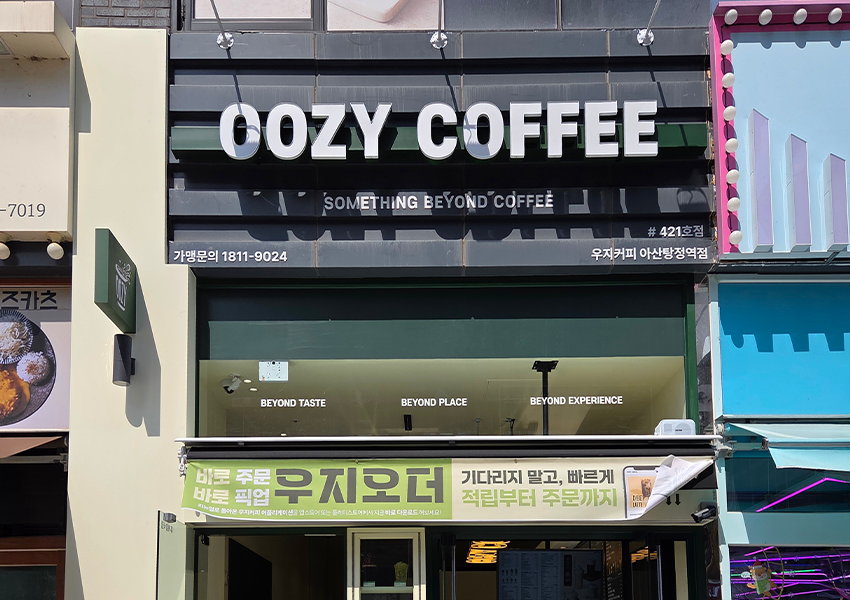 OOZY COFFEE
SOMETHING BEYOND COFFEE
# 421호점
가맹문의 1811-9024
우지커피 아산탕정역점
-7019
즈카츠
BEYOND TASTE
BEYOND PLACE
BEYOND EXPERIENCE
바로 주문
바로 픽업
우지오더
기다리지 말고, 빠르게
적립부터 주문까지